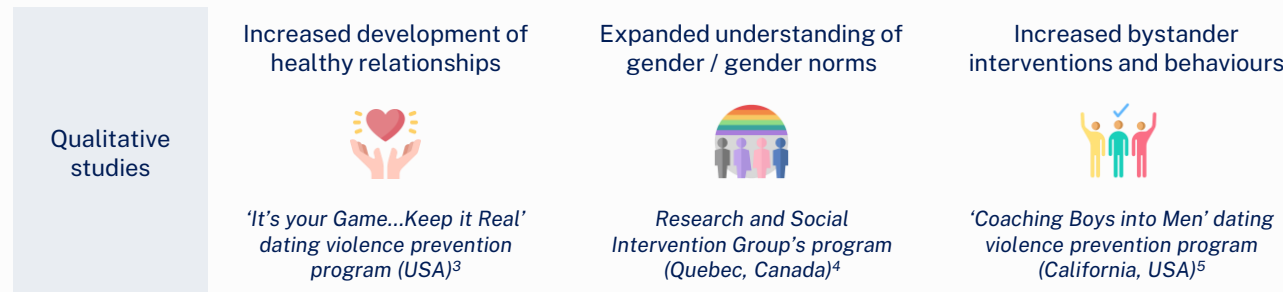 Qualitative
studies
Increased development of
healthy relationships
‘It’s your Game...Keep it Real’
dating violence prevention
program (USA)³
Expanded understanding of
gender / gender norms
Research and Social
Intervention Group’s program
(Quebec, Canada)⁴
Increased bystander
interventions and behaviours
‘Coaching Boys into Men’ dating
violence prevention program
(California, USA)⁵